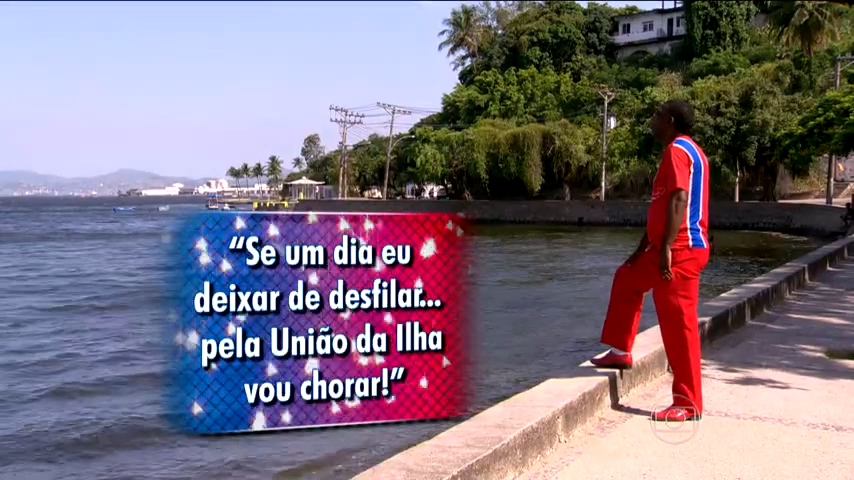 “Se um dia eu
deixar de desfilar...
pela União da Ilha
vou chorar!”